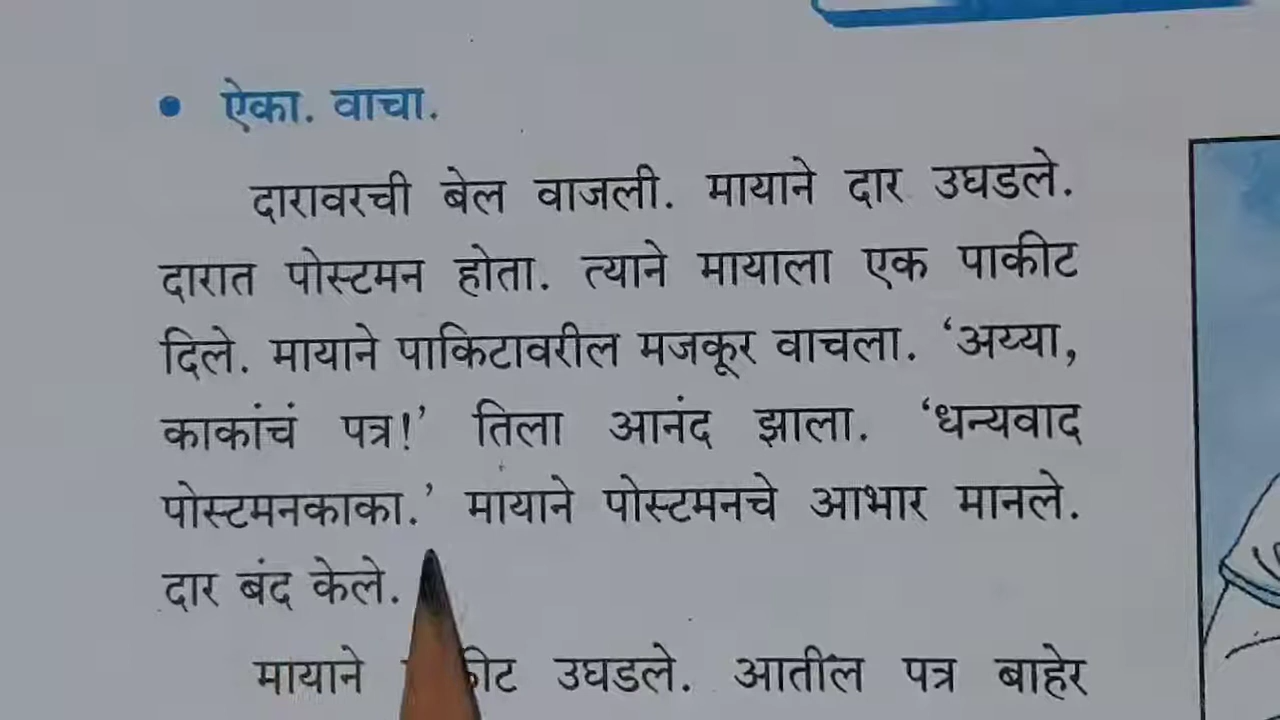 • ऐका. वाचा.
दारावरची बेल वाजली. मायाने दार उघडले.
दारात पोस्टमन होता. त्याने मायाला एक पाकीट
दिले. मायाने पाकिटावरील मजकूर वाचला. ‘अय्या,
काकांचं पत्र!’ तिला आनंद झाला. ‘धन्यवाद
पोस्टमनकाका.’ मायाने पोस्टमनचे आभार मानले.
दार बंद केले.
मायाने उघडले. आतील पत्र बाहेर